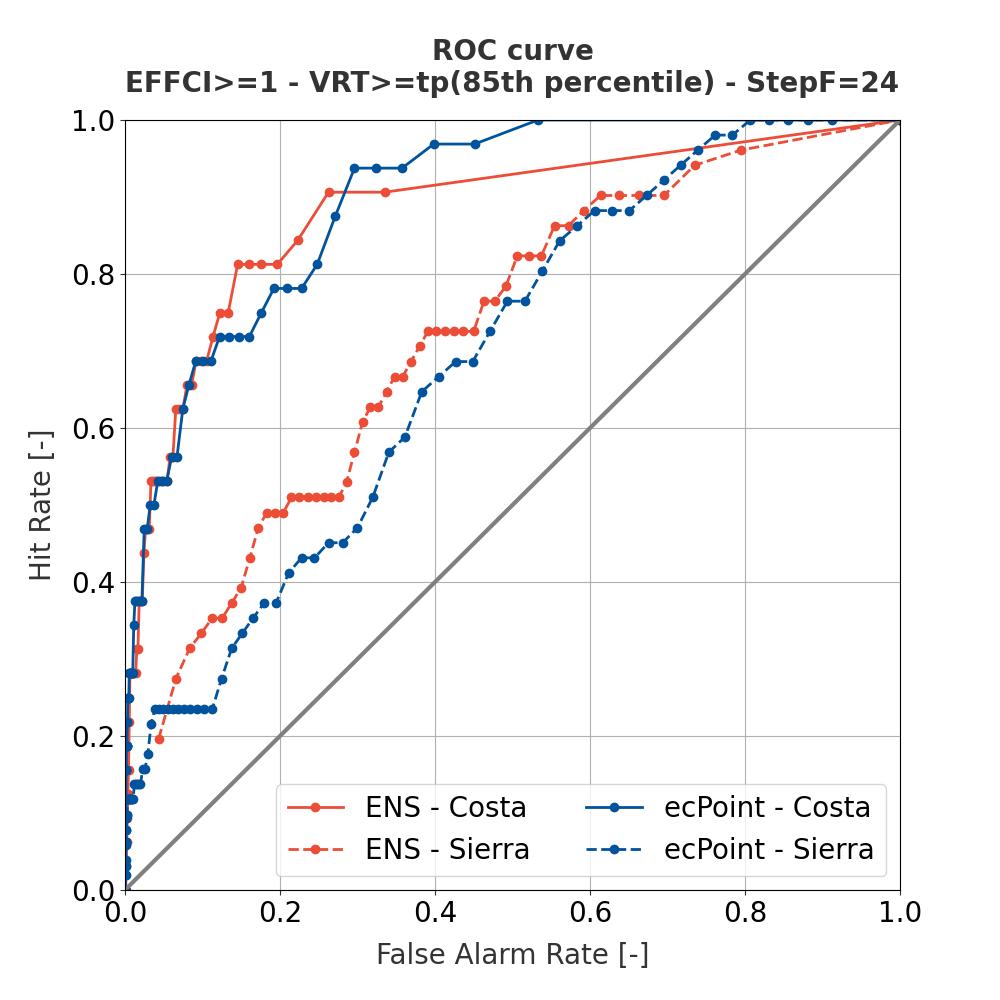 ROC curve
EFFCI>=1 - VRT>=tp(85th percentile) - StepF=24
1.0
0.8
0.6
0.4
0.2
0.0
Hit Rate [-]
ENS - Costa
ENS - Sierra
ecPoint - Costa
ecPoint - Sierra
0.0 0.2 0.4 0.6 0.8 1.0
False Alarm Rate [-]